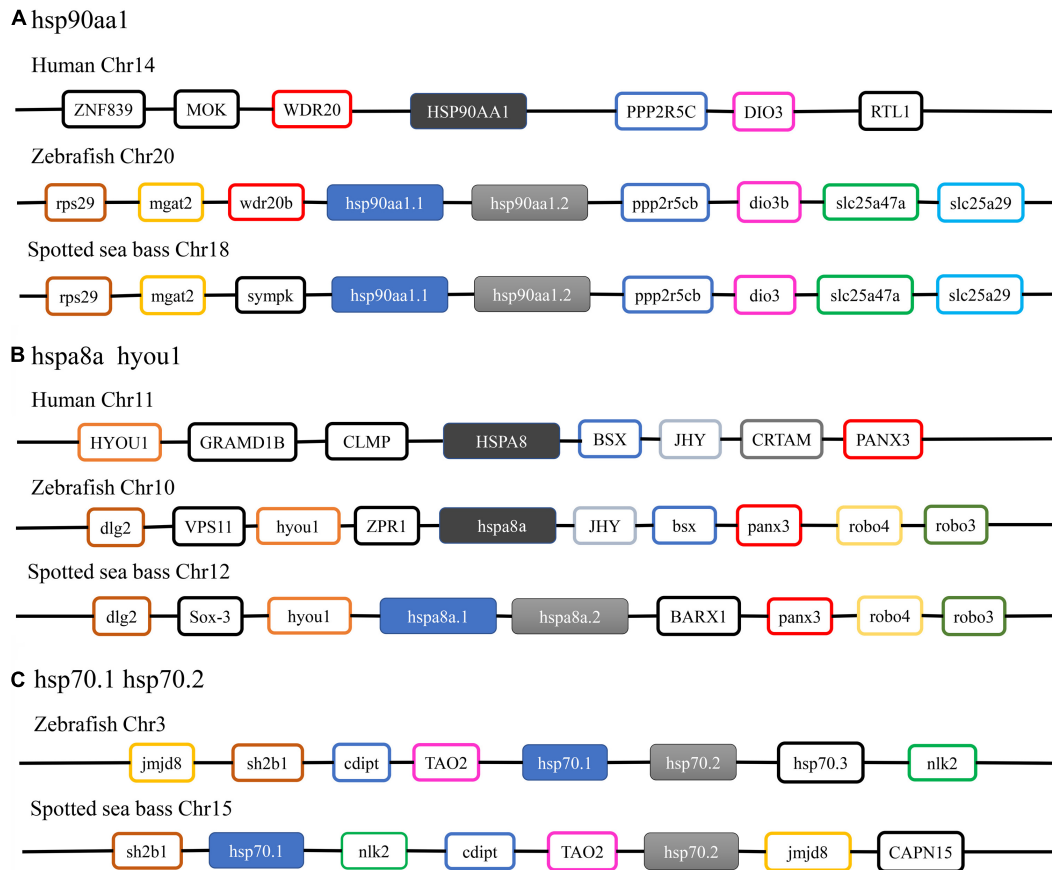 A hsp90aa1
Human Chr14
ZNF839 MOK WDR20 HSP90AA1 PPP2R5C DIO3 RTL1
Zebrafish Chr20
rps29 mgat2 wdr20b hsp90aa1.1 hsp90aa1.2 ppp2r5cb dio3b slc25a47a slc25a29
Spotted sea bass Chr18
rps29 mgat2 sympk hsp90aa1.1 hsp90aa1.2 ppp2r5cb dio3 slc25a47a slc25a29
B hspa8a hyou1
Human Chr11
HYOU1 GRAMD1B CLMP HSPA8 BSX JHY CRTAM PANX3
Zebrafish Chr10
dlg2 VPS11 hyou1 ZPR1 hspa8a JHY bsx panx3 robo4 robo3
Spotted sea bass Chr12
dlg2 Sox-3 hyou1 hspa8a.1 hspa8a.2 BARX1 panx3 robo4 robo3
C hsp70.1 hsp70.2
Zebrafish Chr3
jmjd8 sh2b1 cdipt TAO2 hsp70.1 hsp70.2 hsp70.3 nlk2
Spotted sea bass Chr15
sh2b1 hsp70.1 nlk2 cdipt TAO2 hsp70.2 jmjd8 CAPN15